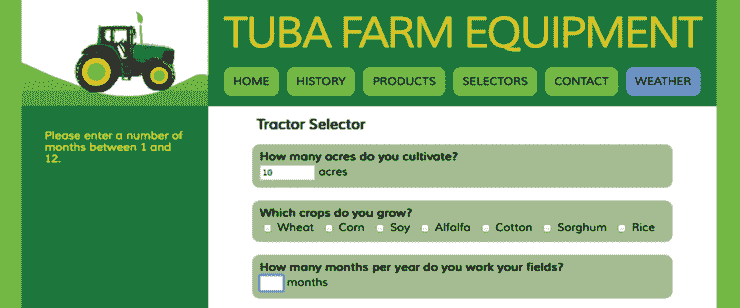 TUBA FARM EQUIPMENT
HOME HISTORY PRODUCTS SELECTORS CONTACT WEATHER
Please enter a number of
months between 1 and
12.
Tractor Selector
How many acres do you cultivate?
10 acres
Which crops do you grow?
Wheat Corn Soy Alfalfa Cotton Sorghum Rice
How many months per year do you work your fields?
months